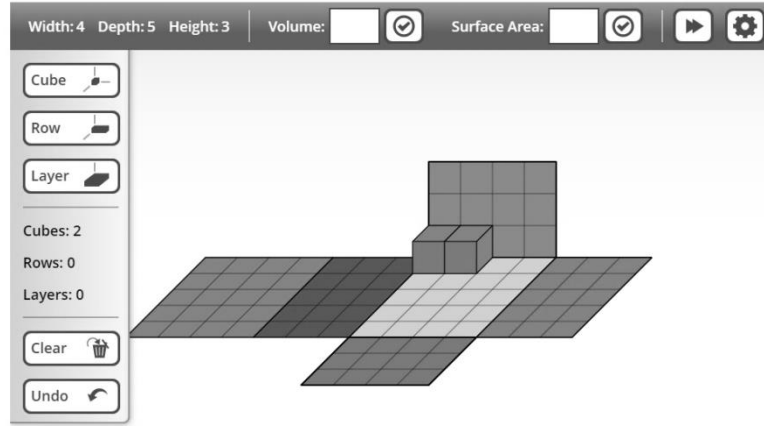 Width: 4 Depth: 5 Height: 3 Volume: Surface Area:
Cube
Row
Layer
Cubes: 2
Rows: 0
Layers: 0
Clear
Undo